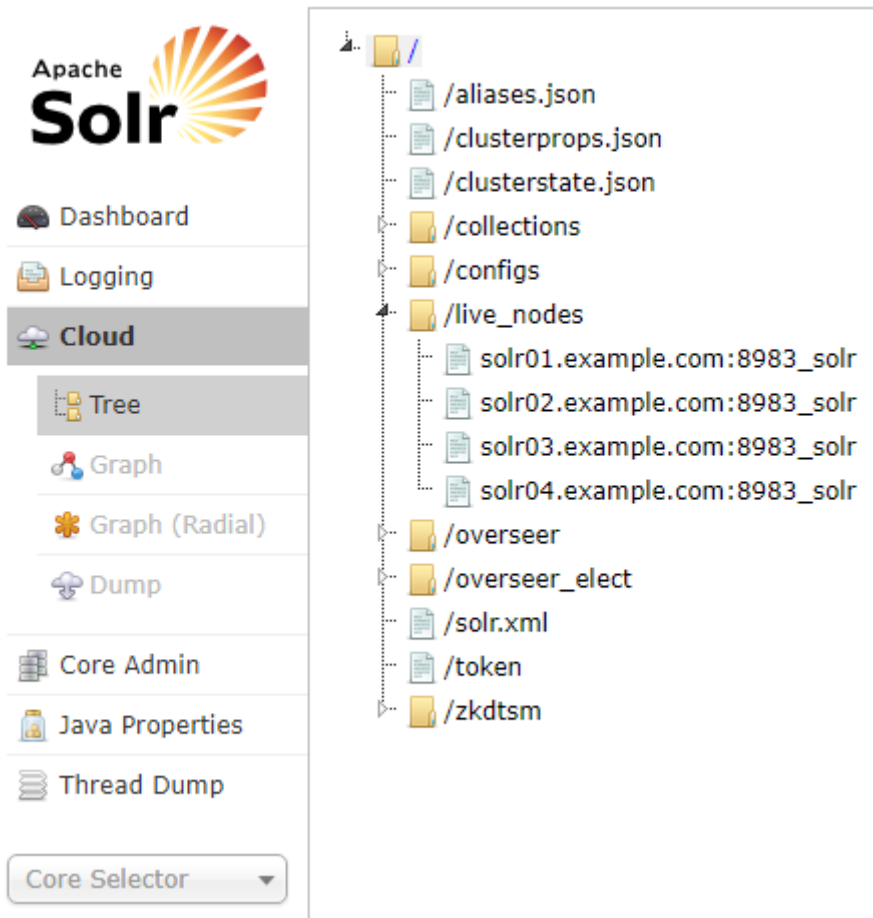 Apache
Solr
Dashboard
Logging
Cloud
Tree
Graph
Graph (Radial)
Dump
Core Admin
Java Properties
Thread Dump
Core Selector
/
/aliases.json
/clusterprops.json
/clusterstate.json
/collections
/configs
/live_nodes
solr01.example.com:8983_solr
solr02.example.com:8983_solr
solr03.example.com:8983_solr
solr04.example.com:8983_solr
/overseer
/overseer_elect
/solr.xml
/token
/zkdtsm